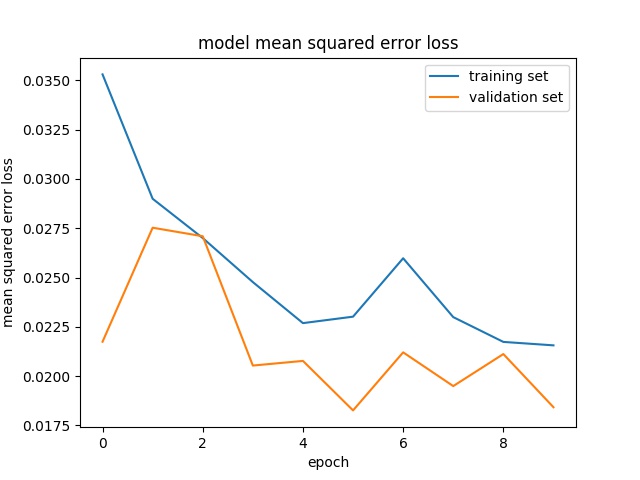 model mean squared error loss
training set
validation set
0.0350
0.0325
0.0300
0.0275
0.0250
0.0225
0.0200
0.0175
mean squared error loss
0 2 4 6 8
epoch